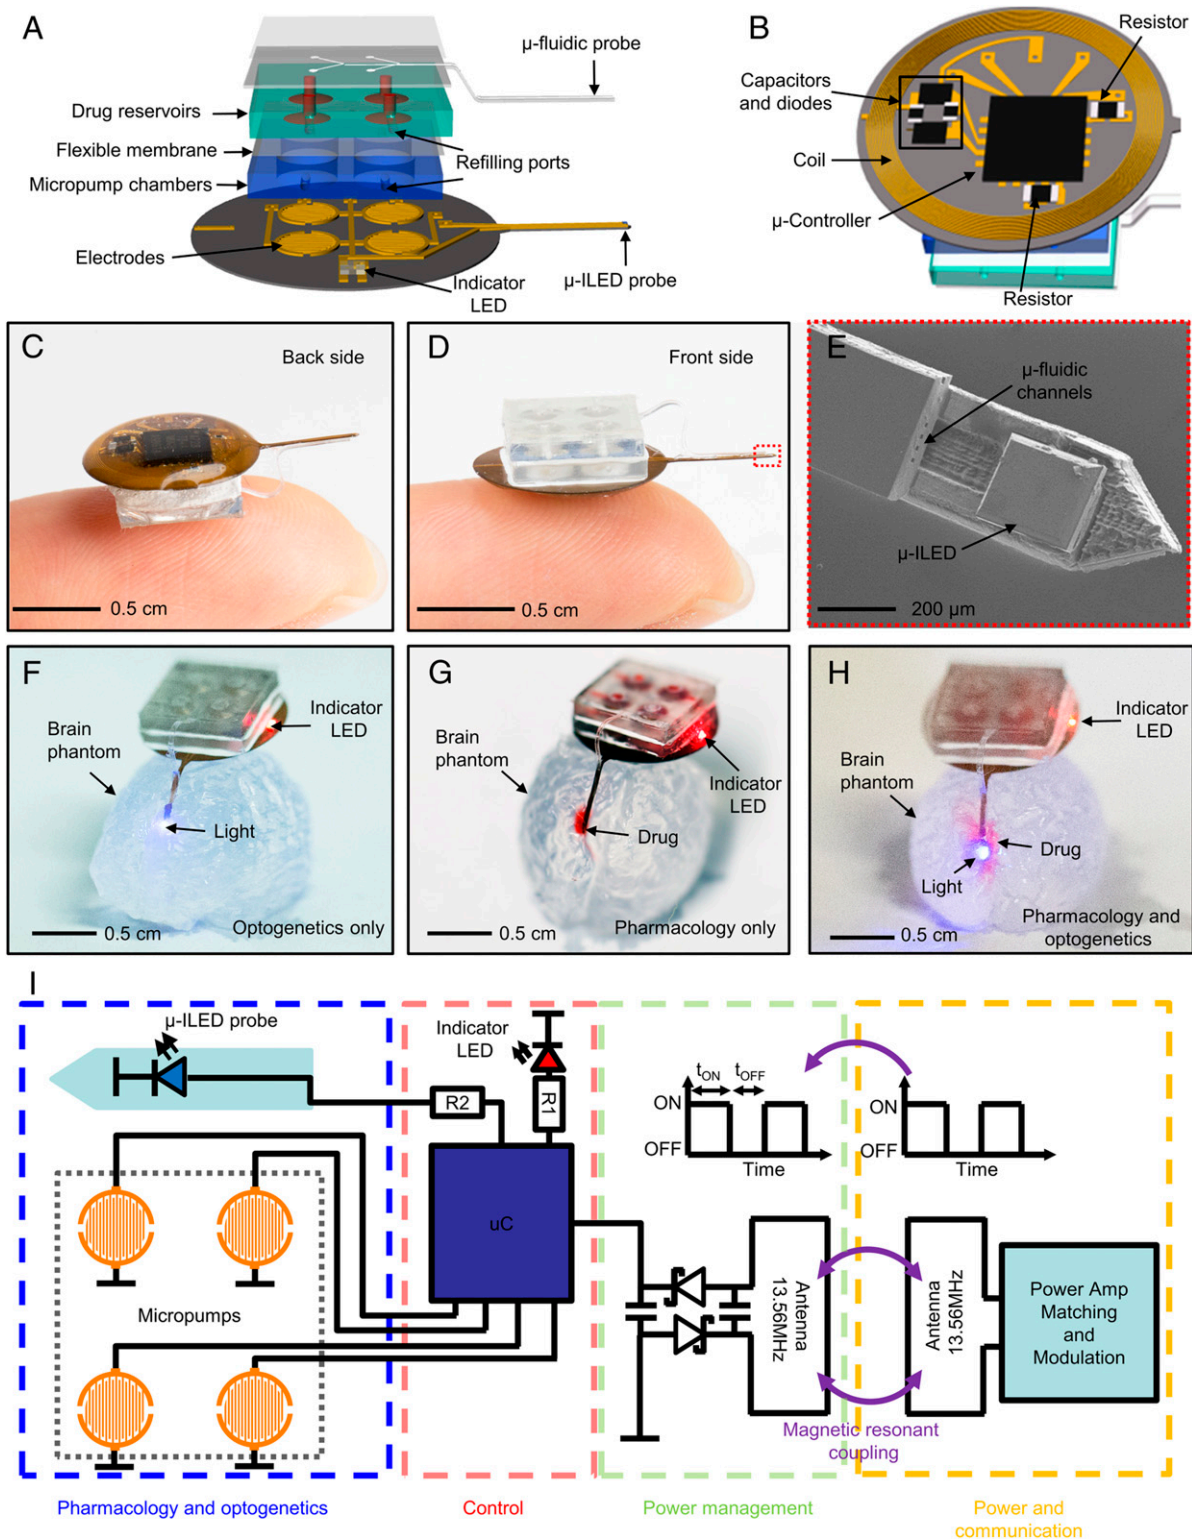 A
μ-fluidic probe
Drug reservoirs
Flexible membrane
Refilling ports
Micropump chambers
Electrodes
Indicator
LED
μ-ILED probe
B
Resistor
Capacitors
and diodes
Coil
μ-Controller
Resistor
C
Back side
0.5 cm
D
Front side
0.5 cm
E
μ-fluidic
channels
μ-ILED
200 μm
F
Indicator
LED
Brain
phantom
Light
0.5 cm
Optogenetics only
G
Brain
phantom
Indicator
LED
Drug
0.5 cm
Pharmacology only
H
Indicator
LED
Brain
phantom
Drug
Light
0.5 cm
Pharmacology and
optogenetics
I
μ-ILED probe
Indicator
LED
R2
R1
uC
Micropumps
tON tOFF
ON
OFF
Time
ON
OFF
Time
Antenna
13.56MHz
Antenna
13.56MHz
Power Amp
Matching
and
Modulation
Magnetic resonant
coupling
Pharmacology and optogenetics
Control
Power management
Power and
communication